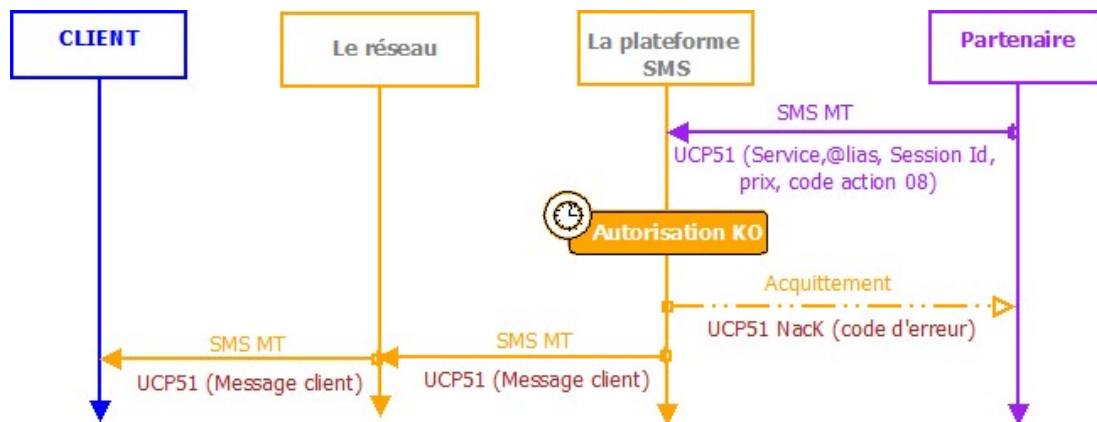 CLIENT
Le réseau
La plateforme
SMS
Partenaire
SMS MT
UCP51 (Service,@lias, Session Id,
prix, code action 08)
Autorisation KO
Acquittement
UCP51 NacK (code d'erreur)
SMS MT
UCP51 (Message client)
SMS MT
UCP51 (Message client)